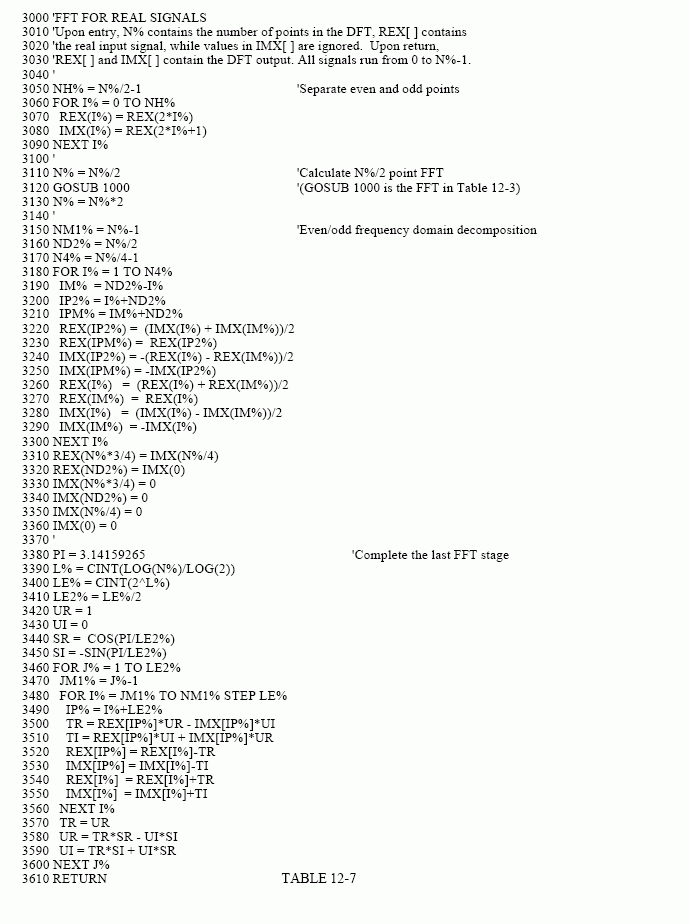 3000 'FFT FOR REAL SIGNALS
3010 'Upon entry, N% contains the number of points in the DFT, REX[ ] contains
3020 'the real input signal, while values in IMX[ ] are ignored.  Upon return,
3030 'REX[ ] and IMX[ ] contain the DFT output. All signals run from 0 to N%-1.
3040 '
3050 NH% = N%/2-1 'Separate even and odd points
3060 FOR I% = 0 TO NH%
3070   REX(I%) = REX(2*I%)
3080   IMX(I%) = REX(2*I%+1)
3090 NEXT I%
3100 '
3110 N% = N%/2 'Calculate N%/2 point FFT
3120 GOSUB 1000 '(GOSUB 1000 is the FFT in Table 12-3)
3130 N% = N%*2
3140 '
3150 NM1% = N%-1 'Even/odd frequency domain decomposition
3160 ND2% = N%/2
3170 N4% = N%/4-1
3180 FOR I% = 1 TO N4%
3190   IM%  = ND2%-I%
3200   IP2% = I%+ND2%
3210   IPM% = IM%+ND2%
3220   REX(IP2%) =  (IMX(I%) + IMX(IM%))/2
3230   REX(IPM%) =  REX(IP2%)
3240   IMX(IP2%) = -(REX(I%) - REX(IM%))/2
3250   IMX(IPM%) = -IMX(IP2%)
3260   REX(I%)   =  (REX(I%) + REX(IM%))/2
3270   REX(IM%)  =  REX(I%)
3280   IMX(I%)   =  (IMX(I%) - IMX(IM%))/2
3290   IMX(IM%)  = -IMX(I%)
3300 NEXT I%
3310 REX(N%*3/4) = IMX(N%/4)
3320 REX(ND2%) = IMX(0)
3330 IMX(N%*3/4) = 0
3340 IMX(ND2%) = 0
3350 IMX(N%/4) = 0
3360 IMX(0) = 0
3370 '
3380 PI = 3.14159265 'Complete the last FFT stage
3390 L% = CINT(LOG(N%)/LOG(2))
3400 LE% = CINT(2^L%)
3410 LE2% = LE%/2
3420 UR = 1
3430 UI = 0
3440 SR =  COS(PI/LE2%)
3450 SI = -SIN(PI/LE2%)
3460 FOR J% = 1 TO LE2%
3470   JM1% = J%-1
3480   FOR I% = JM1% TO NM1% STEP LE%
3490     IP% = I%+LE2%
3500     TR = REX[IP%]*UR - IMX[IP%]*UI
3510     TI = REX[IP%]*UI + IMX[IP%]*UR
3520     REX[IP%] = REX[I%]-TR
3530     IMX[IP%] = IMX[I%]-TI
3540     REX[I%]  = REX[I%]+TR
3550     IMX[I%]  = IMX[I%]+TI
3560   NEXT I%
3570   TR = UR
3580   UR = TR*SR - UI*SI
3590   UI = TR*SI + UI*SR
3600 NEXT J%
3610 RETURN TABLE 12-7